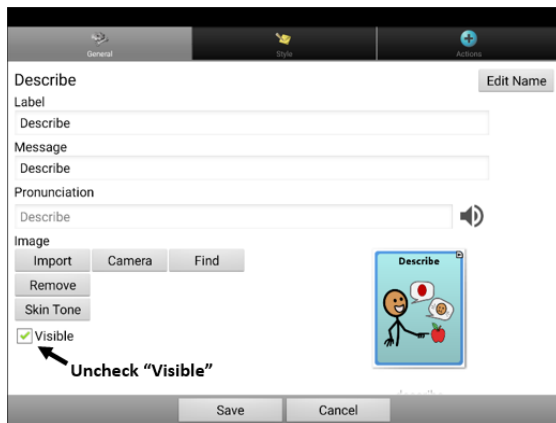 General
Style
Actions
Describe
Edit Name
Label
Describe
Message
Describe
Pronunciation
Describe
Image
Import
Camera
Find
Remove
Skin Tone
Describe
Visible
Uncheck “Visible”
Save
Cancel